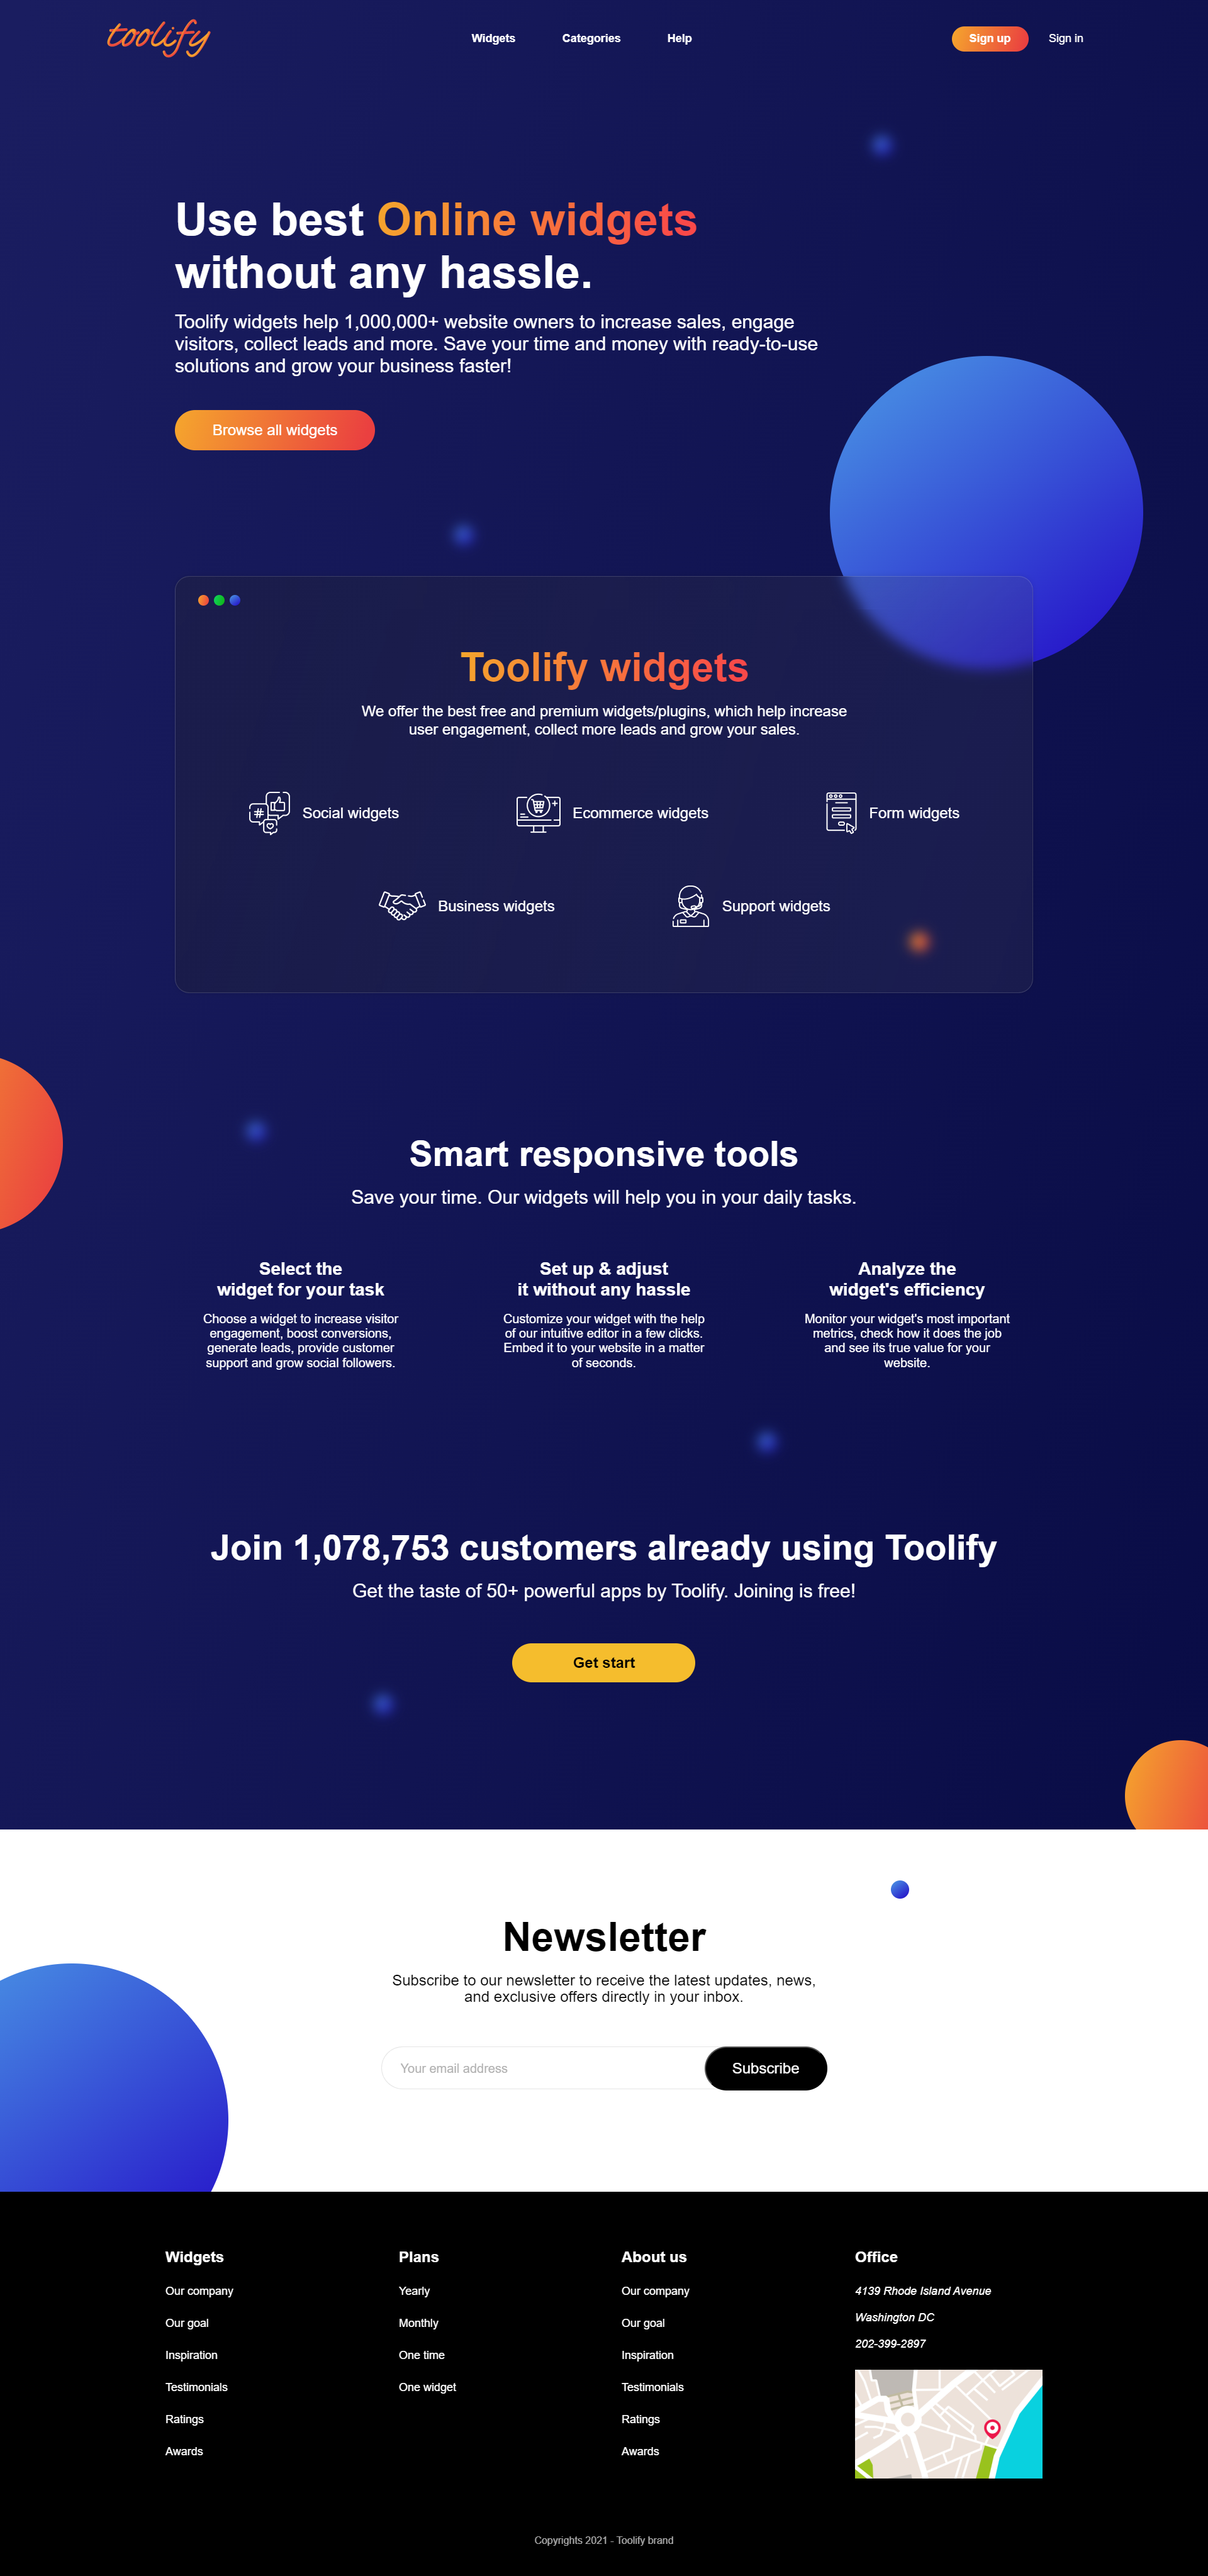 toolify
Widgets
Categories
Help
Sign up
Sign in
Use best Online widgets
without any hassle.
Toolify widgets help 1,000,000+ website owners to increase sales, engage
visitors, collect leads and more. Save your time and money with ready-to-use
solutions and grow your business faster!
Browse all widgets
Toolify widgets
We offer the best free and premium widgets/plugins, which help increase
user engagement, collect more leads and grow your sales.
Social widgets
Ecommerce widgets
Form widgets
Business widgets
Support widgets
Smart responsive tools
Save your time. Our widgets will help you in your daily tasks.
Select the
widget for your task
Choose a widget to increase visitor
engagement, boost conversions,
generate leads, provide customer
support and grow social followers.
Set up & adjust
it without any hassle
Customize your widget with the help
of our intuitive editor in a few clicks.
Embed it to your website in a matter
of seconds.
Analyze the
widget's efficiency
Monitor your widget's most important
metrics, check how it does the job
and see its true value for your
website.
Join 1,078,753 customers already using Toolify
Get the taste of 50+ powerful apps by Toolify. Joining is free!
Get start
Newsletter
Subscribe to our newsletter to receive the latest updates, news,
and exclusive offers directly in your inbox.
Your email address
Subscribe
Widgets
Our company
Our goal
Inspiration
Testimonials
Ratings
Awards
Plans
Yearly
Monthly
One time
One widget
About us
Our company
Our goal
Inspiration
Testimonials
Ratings
Awards
Office
4139 Rhode Island Avenue
Washington DC
202-399-2897
Copyrights 2021 - Toolify brand